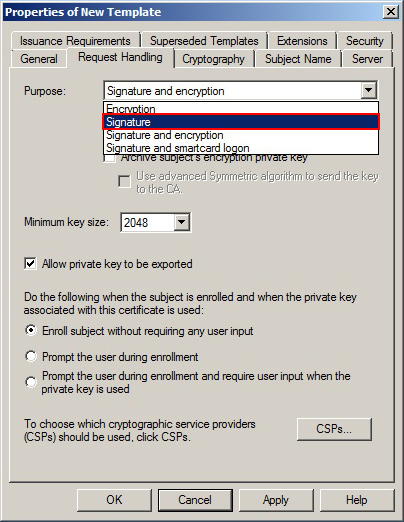 Properties of New Template
Issuance Requirements Superseded Templates Extensions Security
General Request Handling Cryptography Subject Name Server
Purpose: Signature and encryption
Encryption
Signature
Signature and encryption
Signature and smartcard logon
Archive subject's encryption private key
Use advanced Symmetric algorithm to send the key
to the CA.
Minimum key size: 2048
Allow private key to be exported
Do the following when the subject is enrolled and when the private key
associated with this certificate is used:
Enroll subject without requiring any user input
Prompt the user during enrollment
Prompt the user during enrollment and require user input when the
private key is used
To choose which cryptographic service providers
(CSPs) should be used, click CSPs.
CSPs...
OK Cancel Apply Help